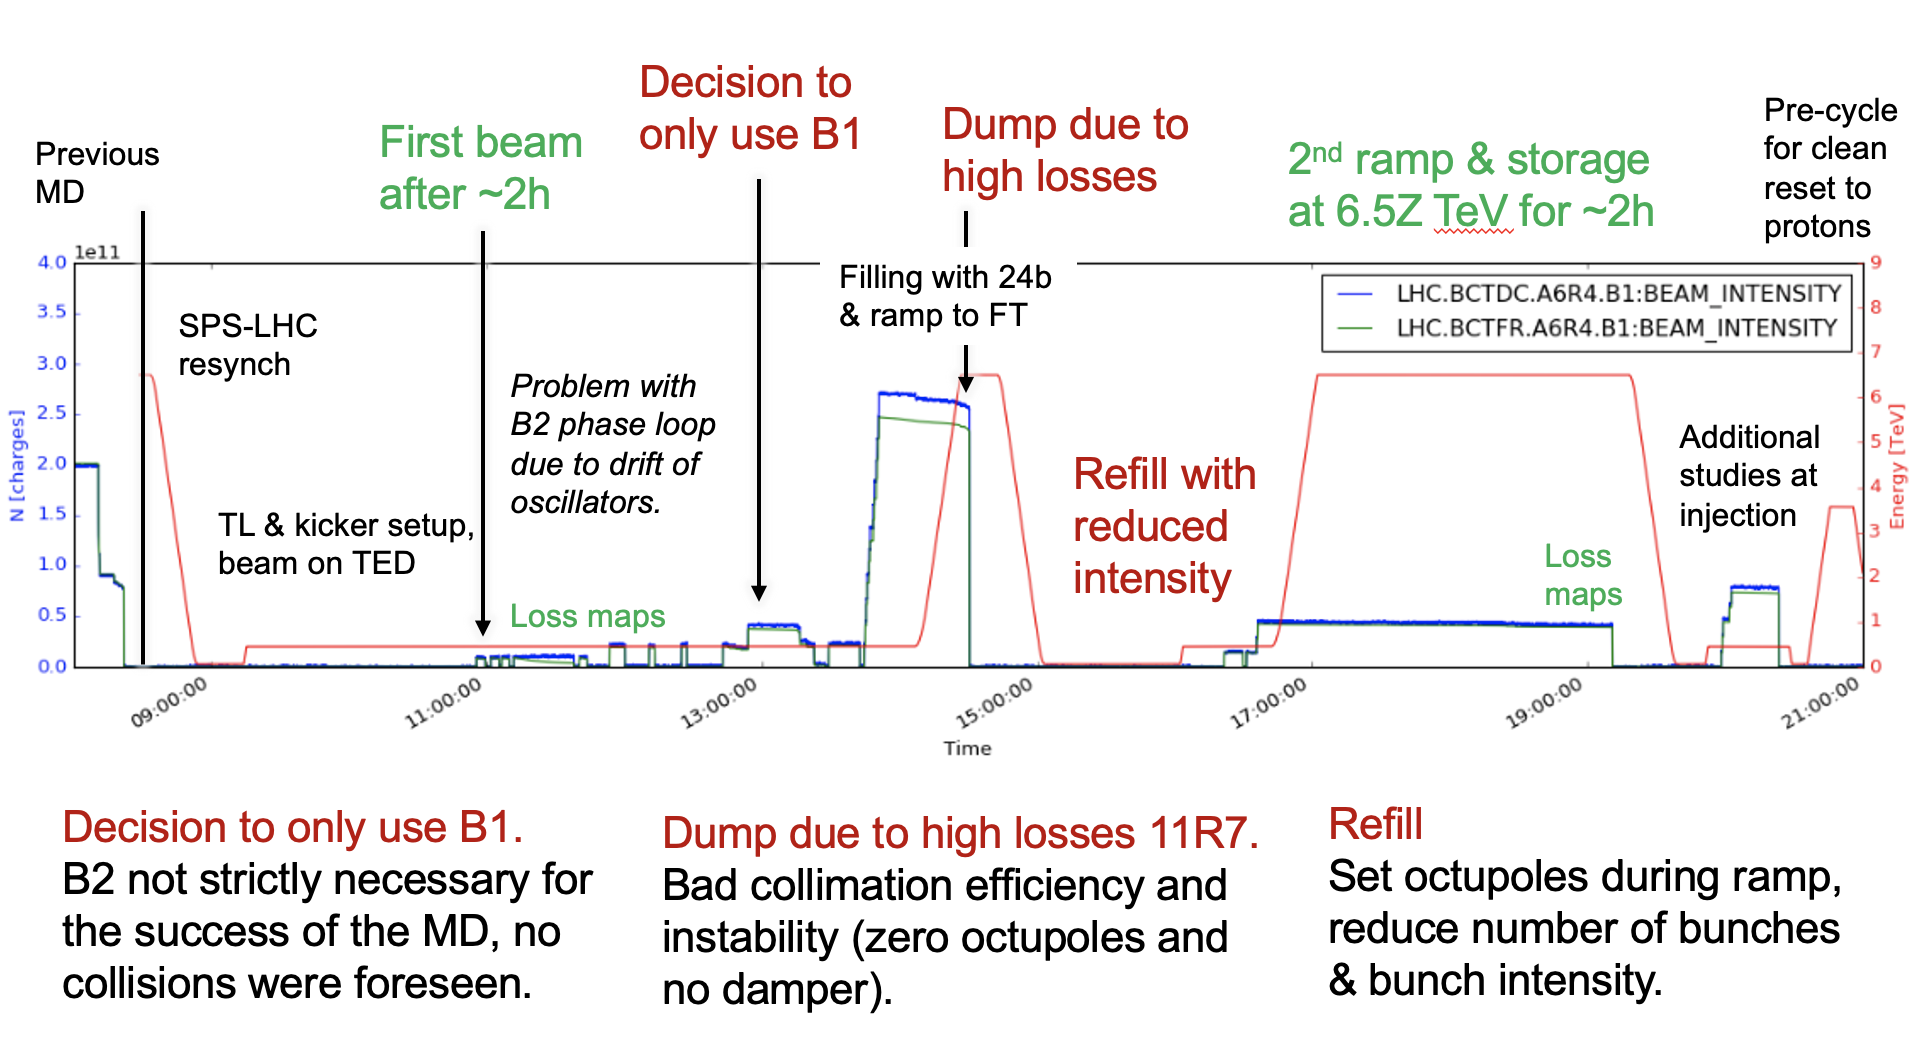 Previous
MD
First beam
after ~2h
Decision to
only use B1
Dump due to
high losses
2nd ramp & storage
at 6.5Z TeV for ~2h
Pre-cycle
for clean
reset to
protons
1e11
4.0
3.5
3.0
2.5
2.0
1.5
1.0
0.5
0.0
N [charges]
SPS-LHC
resynch
TL & kicker setup,
beam on TED
Problem with
B2 phase loop
due to drift of
oscillators.
Loss maps
Filling with 24b
& ramp to FT
Refill with
reduced
intensity
LHC.BCTDC.A6R4.B1:BEAM_INTENSITY
LHC.BCTFR.A6R4.B1:BEAM_INTENSITY
Loss
maps
Additional
studies at
injection
9
8
7
6
5
4
3
2
1
0
Energy [TeV]
09:00:00
11:00:00
13:00:00
15:00:00
17:00:00
19:00:00
21:00:00
Time
Decision to only use B1.
B2 not strictly necessary for
the success of the MD, no
collisions were foreseen.
Dump due to high losses 11R7.
Bad collimation efficiency and
instability (zero octupoles and
no damper).
Refill
Set octupoles during ramp,
reduce number of bunches
& bunch intensity.